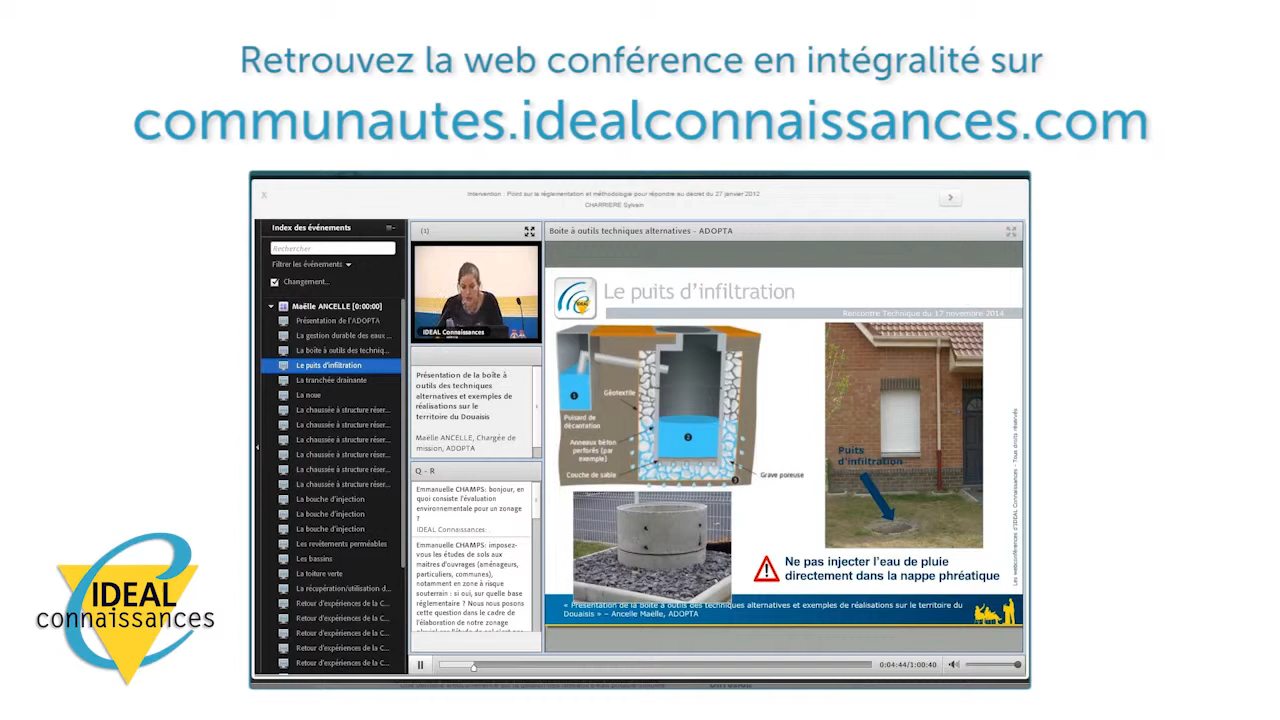 Retrouvez la web conférence en intégralité sur
communautes.idealconnaissances.com
X
Intervention : Point sur la réglementation et méthodologie pour répondre au décret du 27 janvier 2012
CHARRIERE Sylvain
Index des événements
Rechercher
Filtrer les événements
Changement...
Maëlle ANCELLE [0:00:00]
Présentation de l'ADOPTA
La gestion durable des eaux ...
La boîte à outils des techniq...
Le puits d'infiltration
La tranchée drainante
La noue
La chaussée à structure réser...
La chaussée à structure réser...
La chaussée à structure réser...
La chaussée à structure réser...
La chaussée à structure réser...
La chaussée à structure réser...
La bouche d'injection
La bouche d'injection
La bouche d'injection
Les revêtements perméables
Les bassins
La toiture verte
La récupération/utilisation d...
Retour d'expériences de la C...
Retour d'expériences de la C...
Retour d'expériences de la C...
Retour d'expériences de la C...
Retour d'expériences de la C...
(1)
IDEAL Connaissances
Présentation de la boîte à
outils des techniques
alternatives et exemples de
réalisations sur le
territoire du Douaisis
Maëlle ANCELLE, Chargée de
mission, ADOPTA
Q - R
Emmanuelle CHAMPS: bonjour, en
quoi consiste l'évaluation
environnementale pour un zonage
?
IDEAL Connaissances:
Emmanuelle CHAMPS: imposez-
vous les études de sols aux
maitres d'ouvrages (aménageurs,
particuliers, communes),
notamment en zone à risque
souterrain : si oui, sur quelle base
réglementaire ? Nous nous posons
cette question dans le cadre de
l'élaboration de notre zonage
Boite à outils techniques alternatives - ADOPTA
IDEAL
Le puits d'infiltration
Rencontre Technique du 17 novembre 2014
1
Puisard de
décantation
Géotextile
2
Anneaux béton
perforés (par
exemple)
Couche de sable
3
Grave poreuse
Puits
d'infiltration
Ne pas injecter l'eau de pluie
directement dans la nappe phréatique
Les webconférences d'IDEAL Connaissances - Tous droits réservés
« Présentation de la boîte à outils des techniques alternatives et exemples de réalisations sur le territoire du
Douaisis » – Ancelle Maëlle, ADOPTA
0:04:44/1:00:40
IDEAL
connaissances